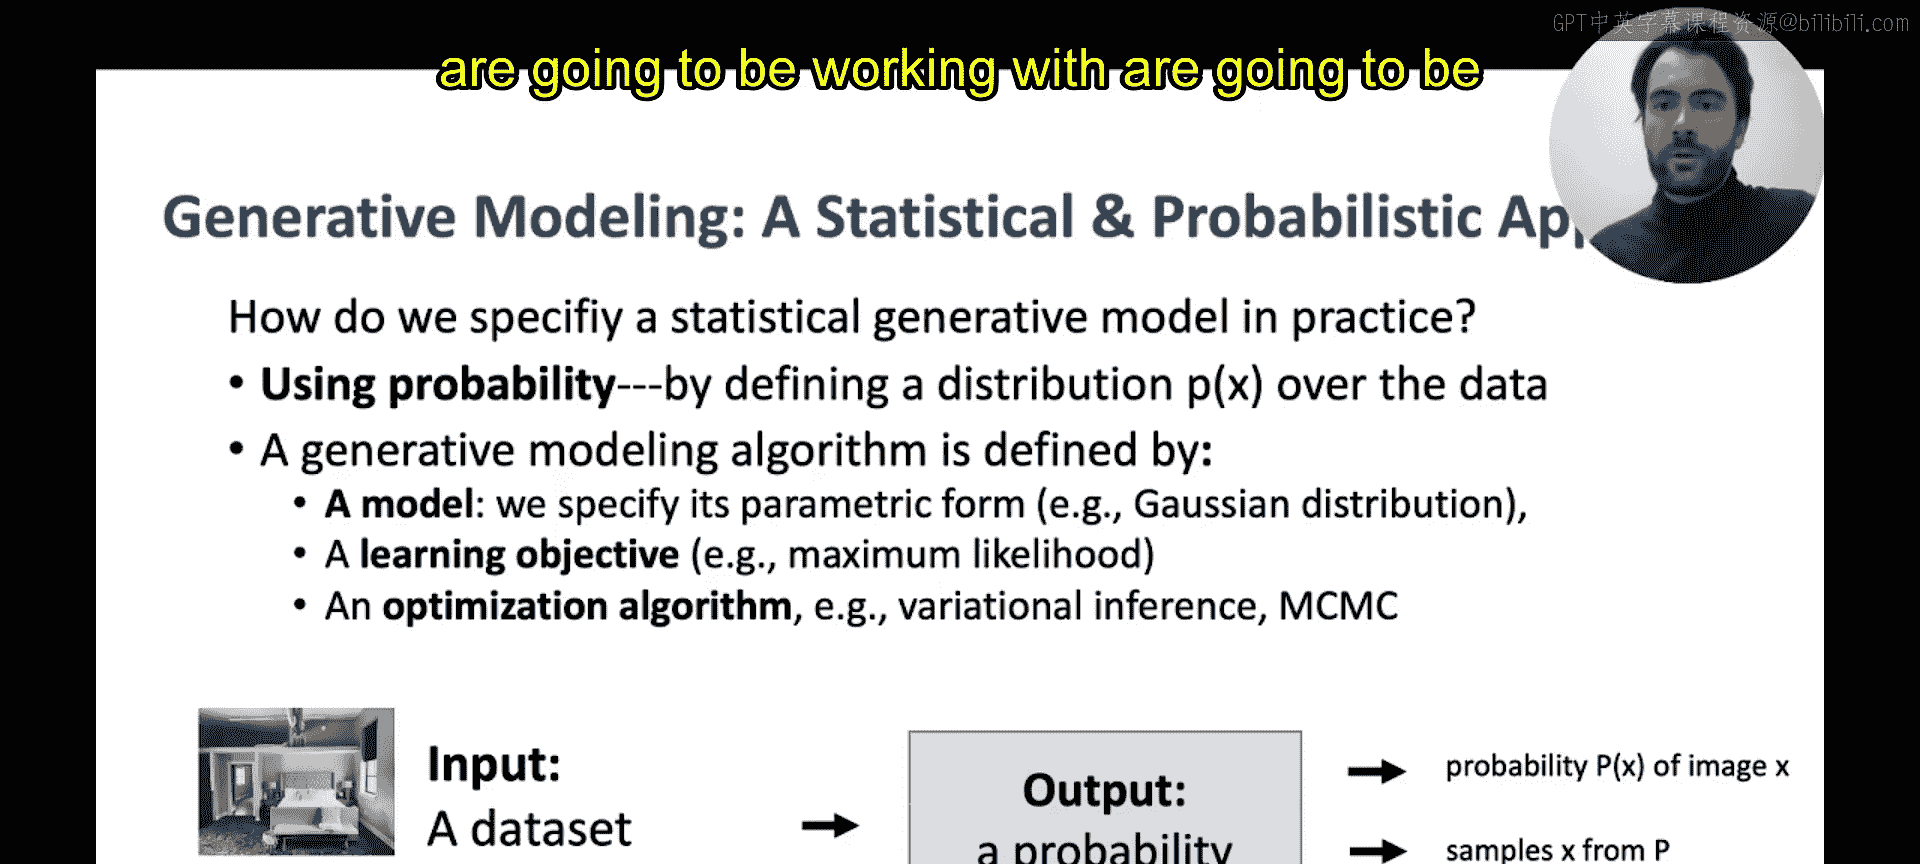 GPT中英字幕课程资源@bilibili.com
are going to be working with are going to be
Generative Modeling: A Statistical & Probabilistic
How do we specifiy a statistical generative model in practice?
• Using probability---by defining a distribution p(x) over the data
• A generative modeling algorithm is defined by:
• A model: we specify its parametric form (e.g., Gaussian distribution),
• A learning objective (e.g., maximum likelihood)
• An optimization algorithm, e.g., variational inference, MCMC
Input:
A dataset
Output:
a probability
probability P(x) of image x
samples x from P